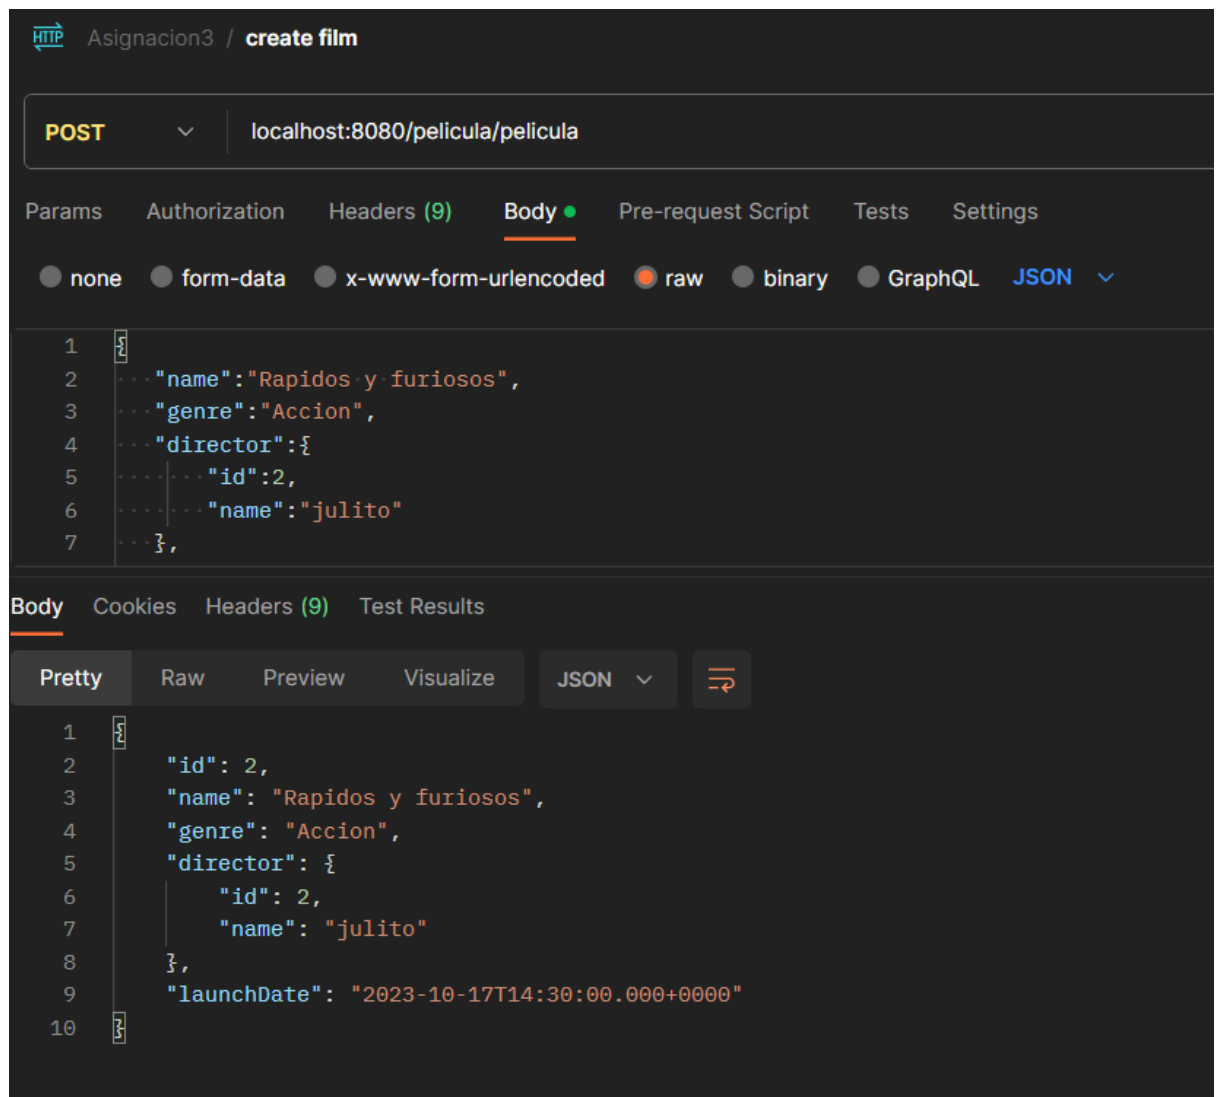 HTTP Asignacion3 / create film
POST localhost:8080/pelicula/pelicula
Params Authorization Headers (9) Body Pre-request Script Tests Settings
none form-data x-www-form-urlencoded raw binary GraphQL JSON
1 {
2 "name":"Rapidos y furiosos",
3 "genre":"Accion",
4 "director":{
5 "id":2,
6 "name":"julito"
7 },
Body Cookies Headers (9) Test Results
Pretty Raw Preview Visualize JSON
1 {
2 "id": 2,
3 "name": "Rapidos y furiosos",
4 "genre": "Accion",
5 "director": {
6 "id": 2,
7 "name": "julito"
8 },
9 "launchDate": "2023-10-17T14:30:00.000+0000"
10 }